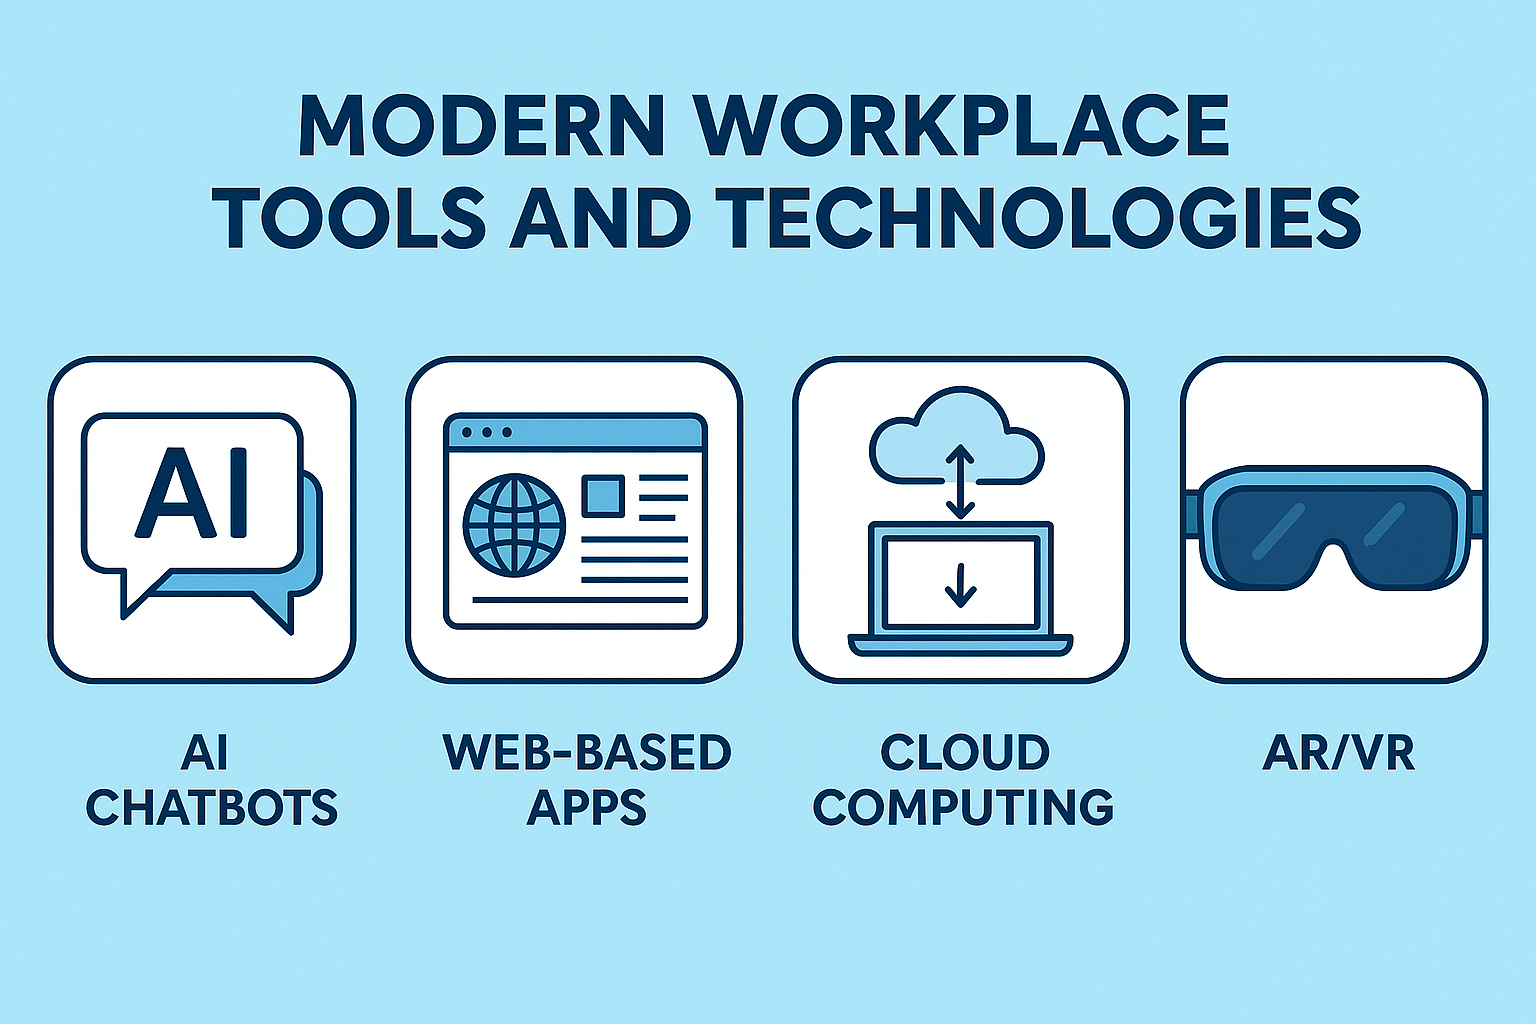 MODERN WORKPLACE
TOOLS AND TECHNOLOGIES
AI
AI
CHATBOTS
WEB-BASED
APPS
CLOUD
COMPUTING
AR/VR